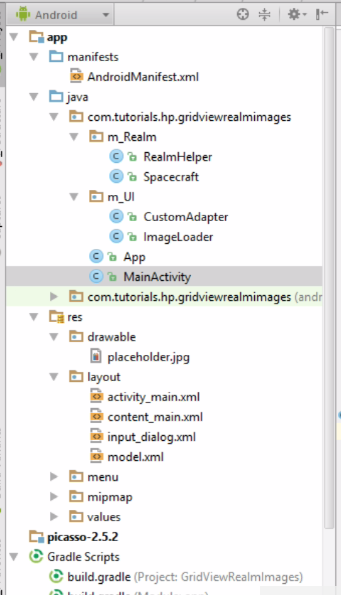 Android
app
manifests
AndroidManifest.xml
java
com.tutorials.hp.gridviewrealmimages
m_Realm
RealmHelper
Spacecraft
m_UI
CustomAdapter
ImageLoader
App
MainActivity
com.tutorials.hp.gridviewrealmimages (andr
res
drawable
placeholder.jpg
layout
activity_main.xml
content_main.xml
input_dialog.xml
model.xml
menu
mipmap
values
picasso-2.5.2
Gradle Scripts
build.gradle (Project: GridViewRealmImages)